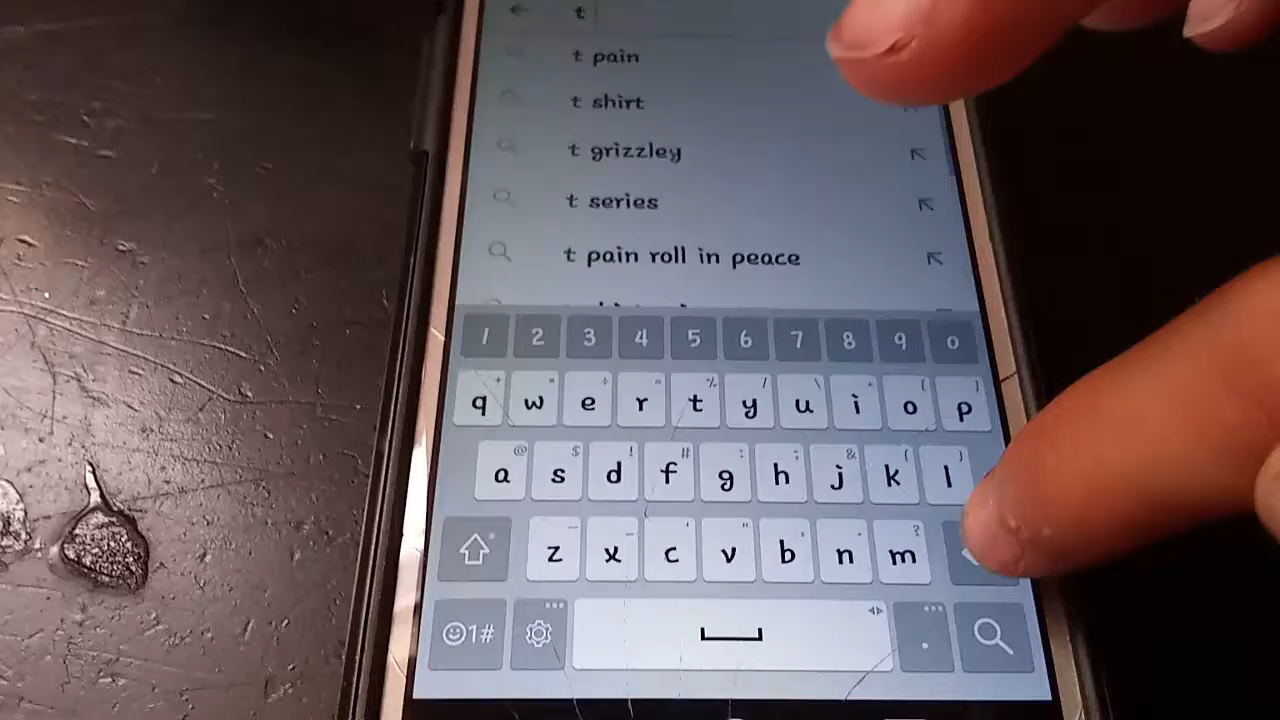 t
t pain
t shirt
t grizzley
t series
t pain roll in peace
1 2 3 4 5 6 7 8 9 0
q w e r t y u i o p
a s d f g h j k l
z x c v b n m
1# .